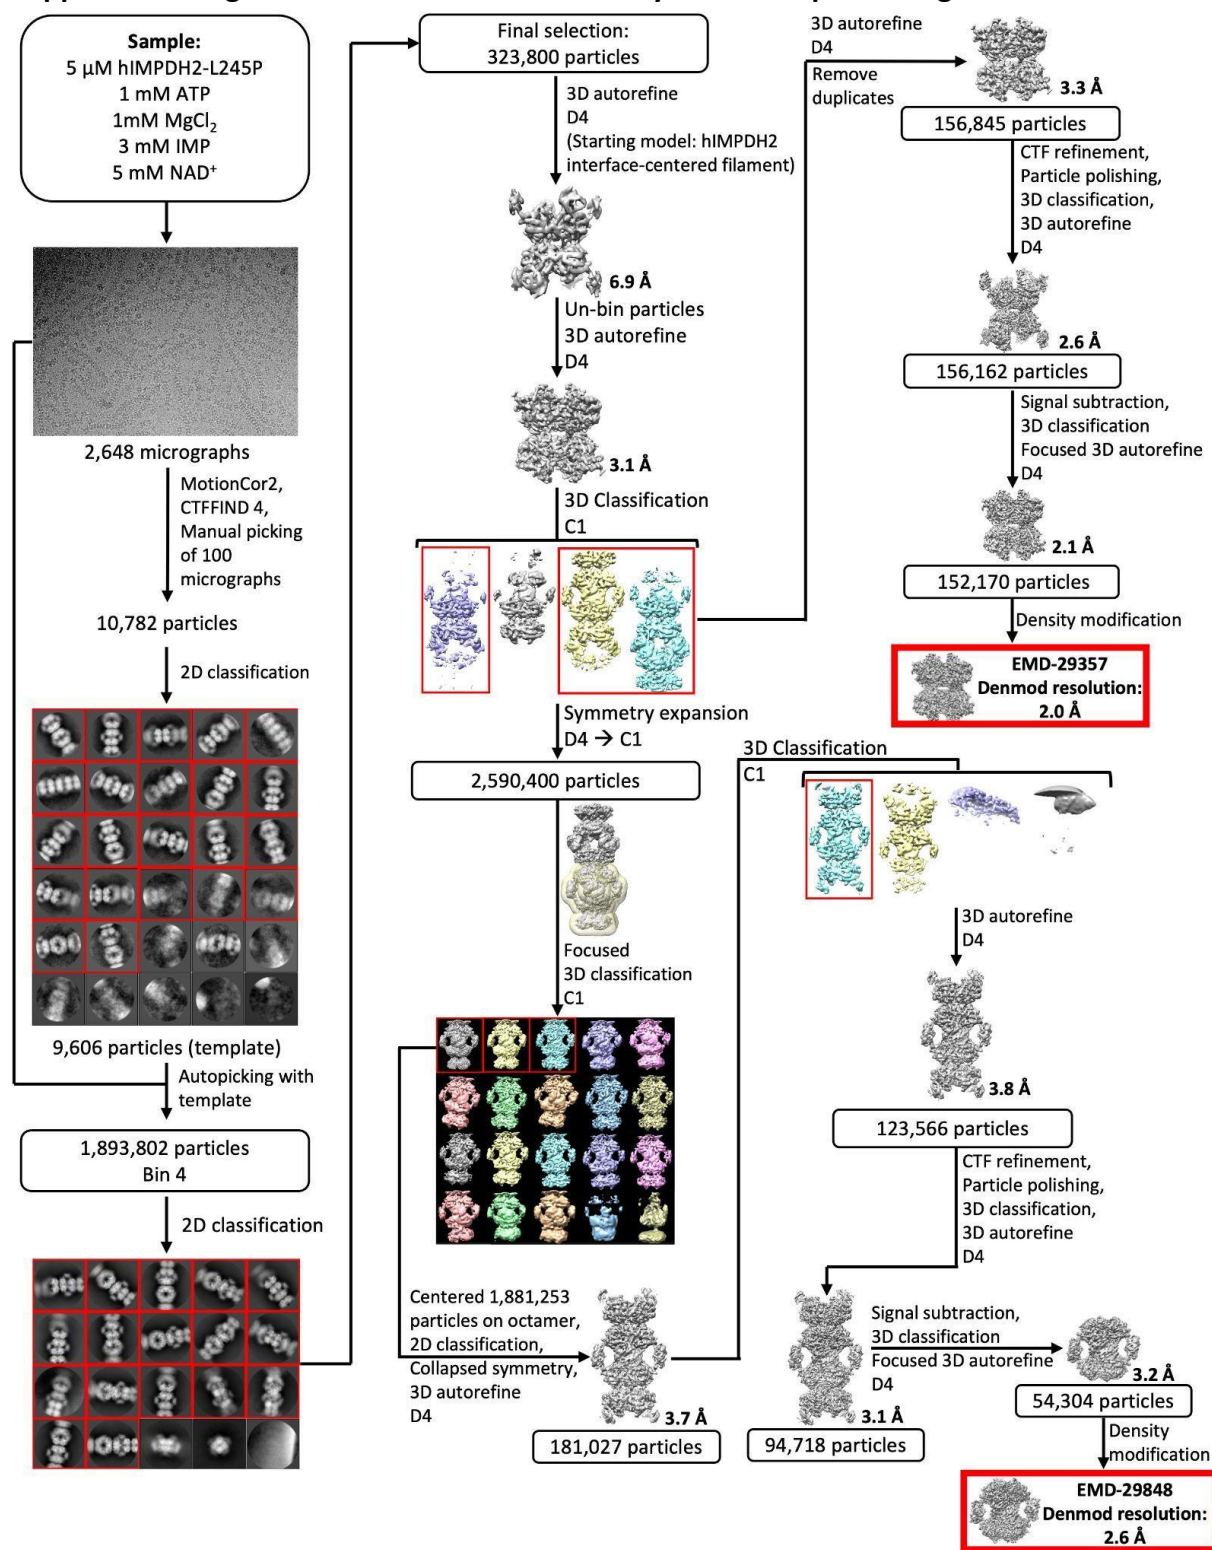 Sample:
5 µM hIMPDH2-L245P
1 mM ATP
1mM MgCl₂
3 mM IMP
5 mM NAD⁺
2,648 micrographs
MotionCor2,
CTFFIND 4,
Manual picking
of 100
micrographs
10,782 particles
2D classification
9,606 particles (template)
Autopicking with
template
1,893,802 particles
Bin 4
2D classification
Final selection:
323,800 particles
3D autorefine
D4
(Starting model: hIMPDH2
interface-centered filament)
6.9 Å
Un-bin particles
3D autorefine
D4
3.1 Å
3D Classification
C1
Symmetry expansion
D4 → C1
2,590,400 particles
Focused
3D classification
C1
Centered 1,881,253
particles on octamer,
2D classification,
Collapsed symmetry,
3D autorefine
D4
3.7 Å
181,027 particles
3D autorefine
D4
Remove
duplicates
3.3 Å
156,845 particles
CTF refinement,
Particle polishing,
3D classification,
3D autorefine
D4
2.6 Å
156,162 particles
Signal subtraction,
3D classification
Focused 3D autorefine
D4
2.1 Å
152,170 particles
Density modification
EMD-29357
Denmod resolution:
2.0 Å
3D Classification
C1
3D autorefine
D4
3.8 Å
123,566 particles
CTF refinement,
Particle polishing,
3D classification,
3D autorefine
D4
3.1 Å
94,718 particles
Signal subtraction,
3D classification
Focused 3D autorefine
D4
3.2 Å
54,304 particles
Density
modification
EMD-29848
Denmod resolution:
2.6 Å